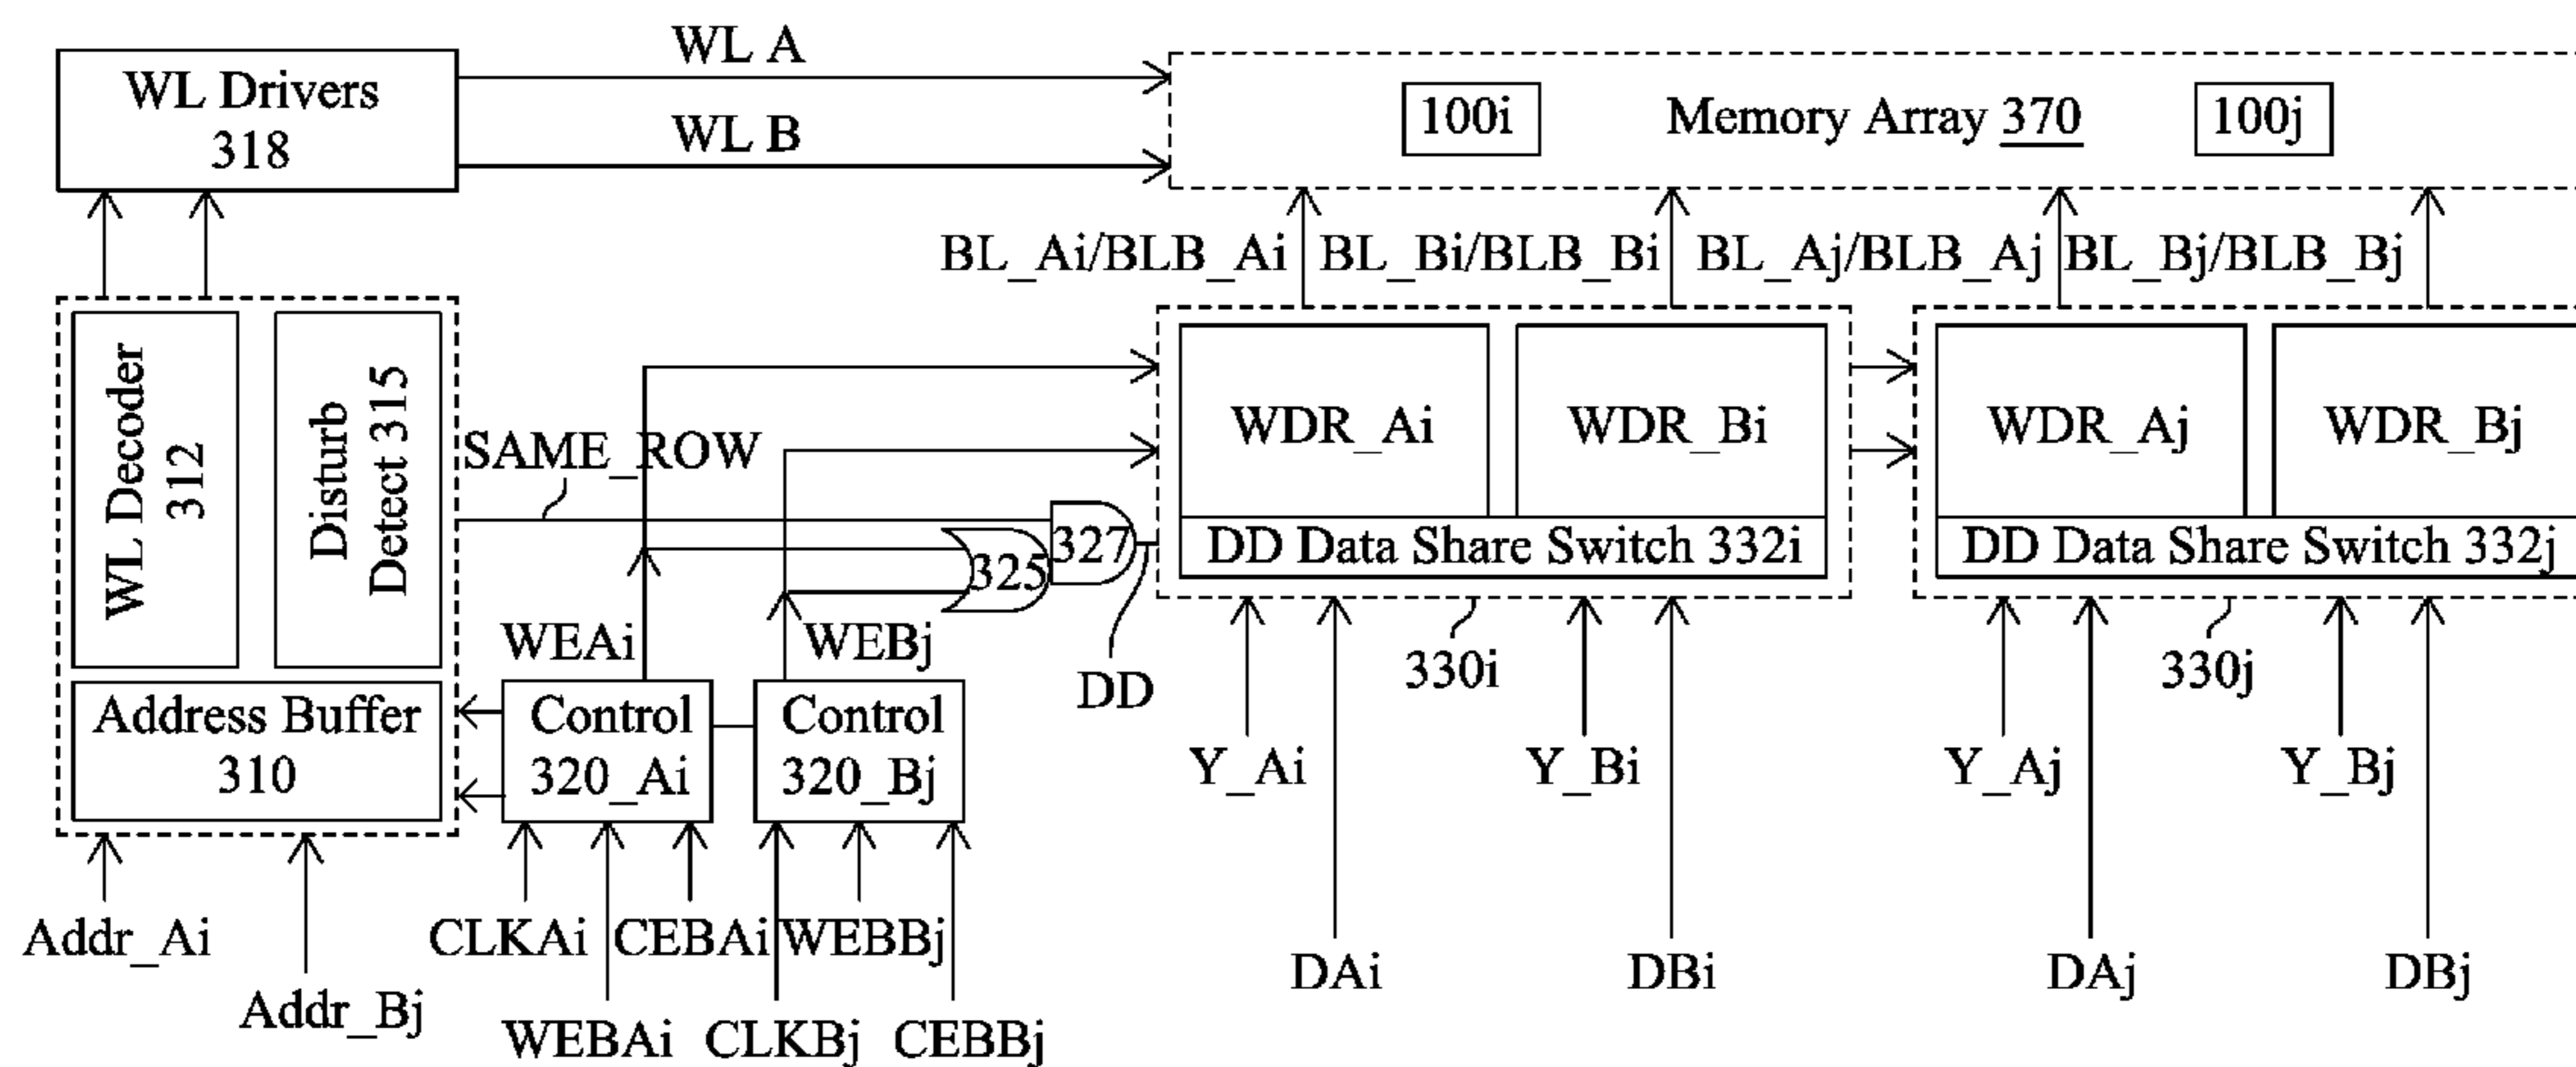 WL A
WL Drivers
318
WL B
100i
Memory Array 370
100j
BL_Ai/BLB_Ai
BL_Bi/BLB_Bi
BL_Aj/BLB_Aj
BL_Bj/BLB_Bj
WL Decoder
312
Disturb
Detect 315
SAME_ROW
WDR_Ai
WDR_Bi
WDR_Aj
WDR_Bj
325
327
DD Data Share Switch 332i
DD Data Share Switch 332j
WEAi
WEBj
DD
330i
330j
Address Buffer
310
Control
320_Ai
Control
320_Bj
Y_Ai
Y_Bi
Y_Aj
Y_Bj
Addr_Ai
CLKAi
CEBAi
WEBBj
DAi
DBi
DAj
DBj
Addr_Bj
WEBAi
CLKBj
CEBBj